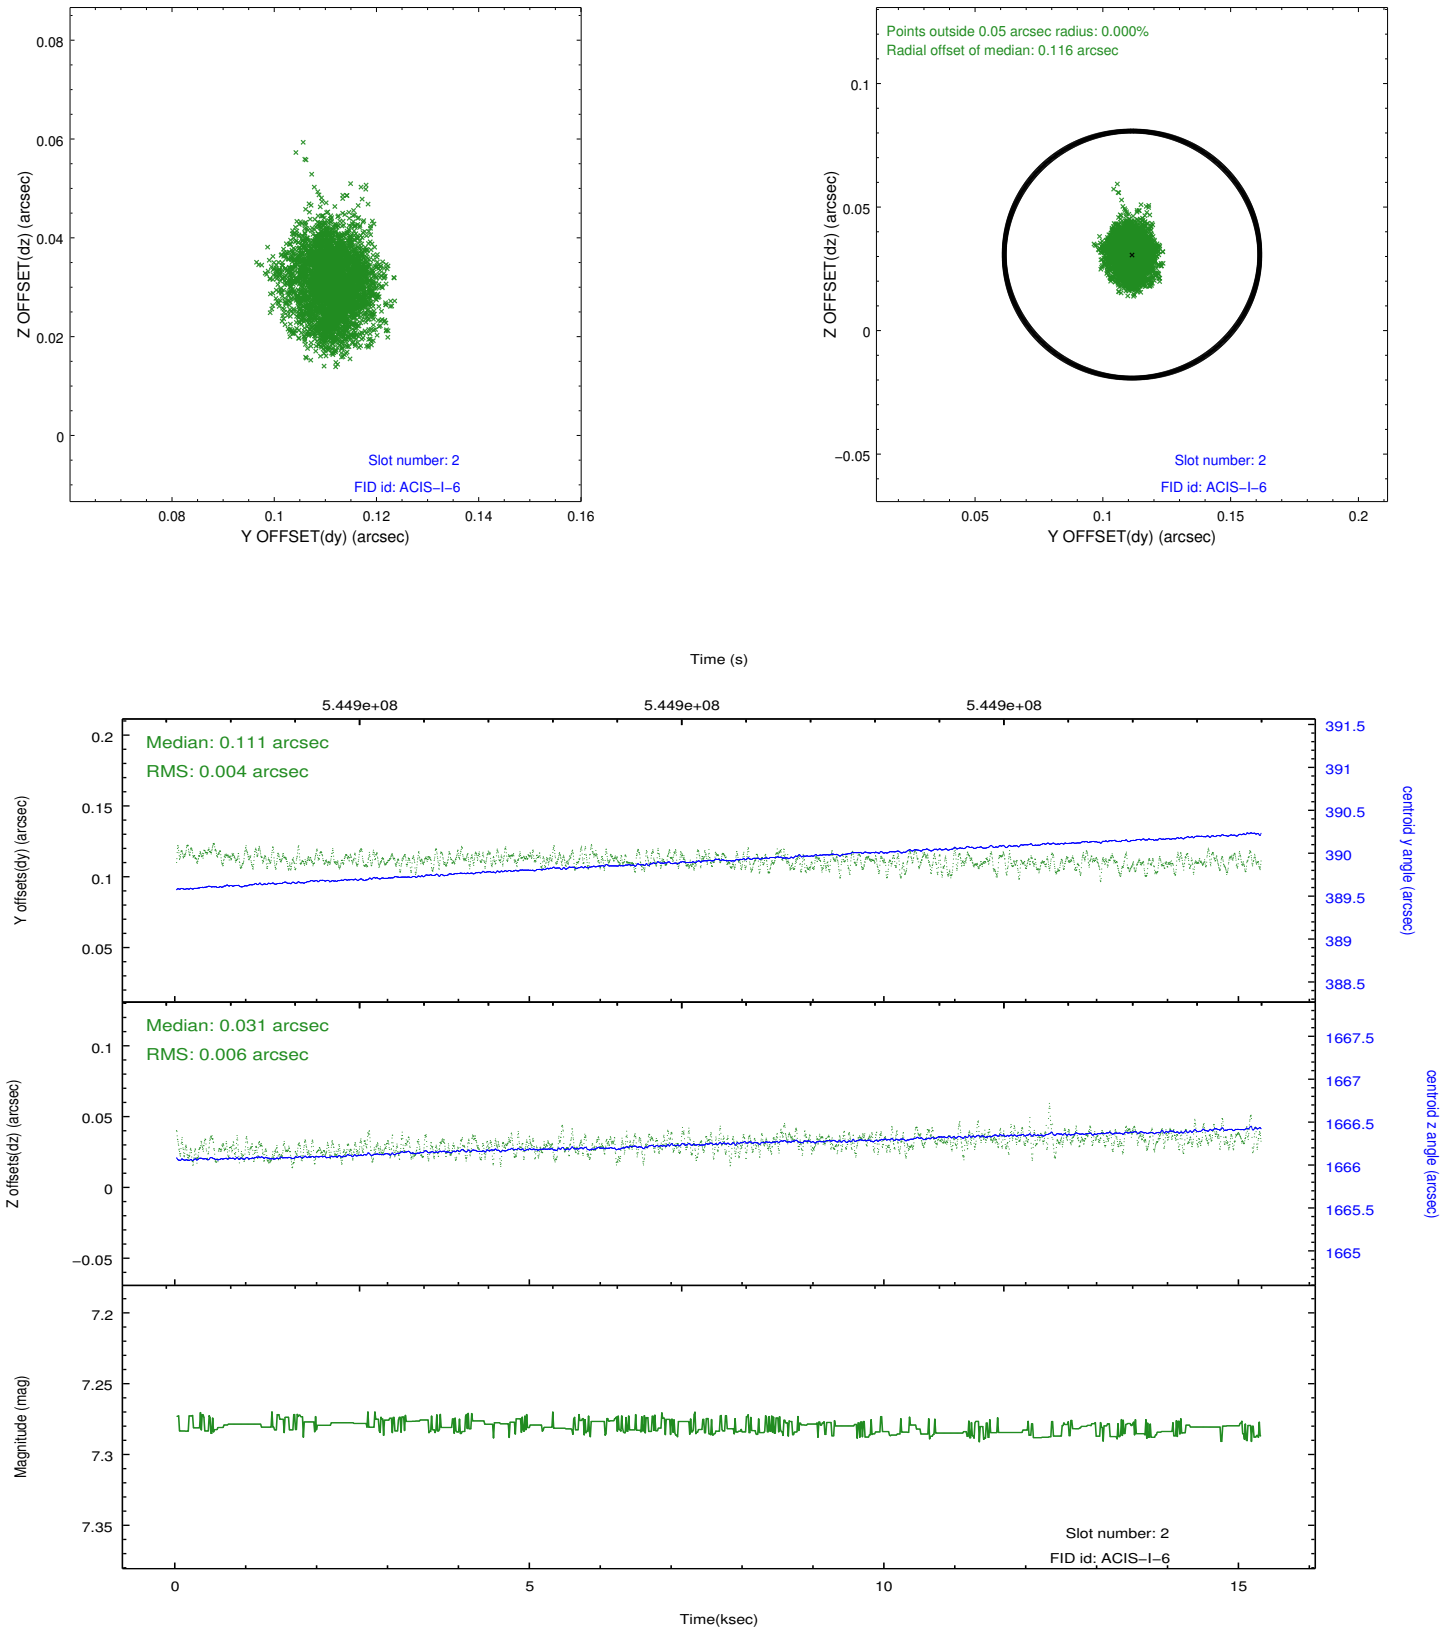 0.08
0.06
0.04
0.02
0
Z OFFSET(dz) (arcsec)
Slot number: 2
FID id: ACIS−I−6
0.08
0.1
0.12
0.14
0.16
Y OFFSET(dy) (arcsec)
Points outside 0.05 arcsec radius: 0.000%
Radial offset of median: 0.116 arcsec
0.1
0.05
0
−0.05
Z OFFSET(dz) (arcsec)
Slot number: 2
FID id: ACIS−I−6
0.05
0.1
0.15
0.2
Y OFFSET(dy) (arcsec)
Time (s)
5.449e+08
5.449e+08
5.449e+08
Median: 0.111 arcsec
RMS: 0.004 arcsec
0.2
0.15
0.1
0.05
Y offsets(dy) (arcsec)
391.5
391
390.5
390
389.5
389
388.5
centroid y angle (arcsec)
Median: 0.031 arcsec
RMS: 0.006 arcsec
0.1
0.05
0
−0.05
Z offsets(dz) (arcsec)
1667.5
1667
1666.5
1666
1665.5
1665
centroid z angle (arcsec)
7.2
7.25
7.3
7.35
Magnitude (mag)
Slot number: 2
FID id: ACIS−I−6
0
5
10
15
Time(ksec)